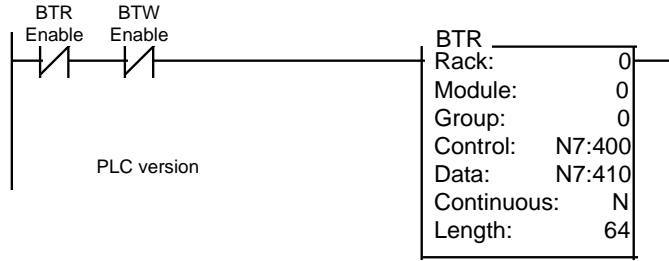 BTR BTW
Enable Enable
BTR
Rack: 0
Module: 0
Group: 0
Control: N7:400
Data: N7:410
Continuous: N
Length: 64
PLC version